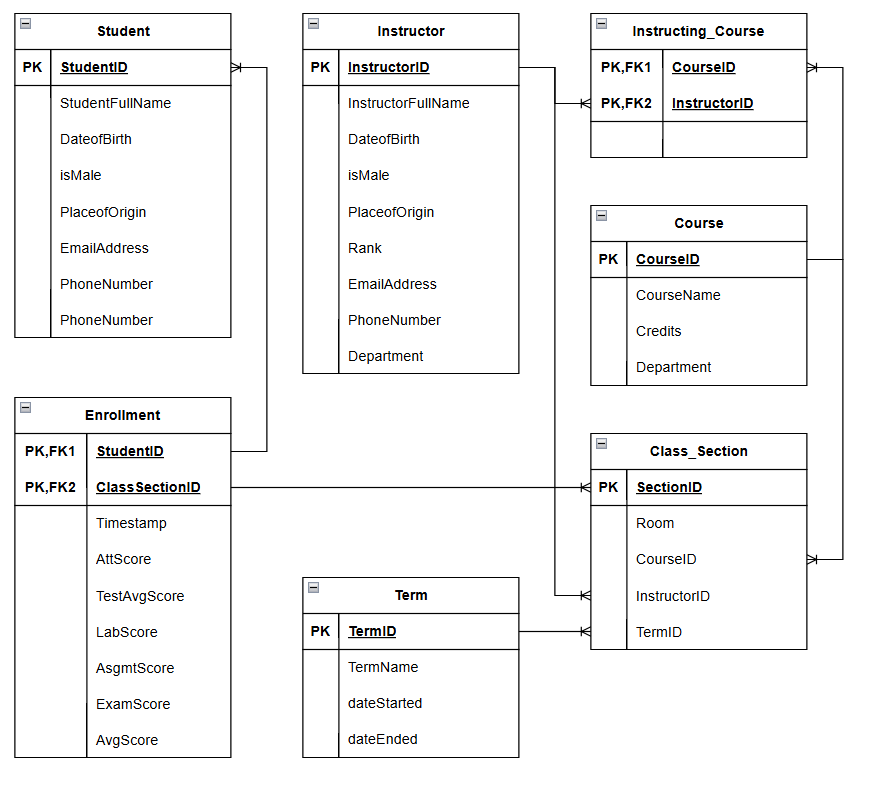 Student
PK StudentID
StudentFullName
DateofBirth
isMale
PlaceofOrigin
EmailAddress
PhoneNumber
PhoneNumber
Instructor
PK InstructorID
InstructorFullName
DateofBirth
isMale
PlaceofOrigin
Rank
EmailAddress
PhoneNumber
Department
Instructing_Course
PK,FK1 CourseID
PK,FK2 InstructorID
Course
PK CourseID
CourseName
Credits
Department
Enrollment
PK,FK1 StudentID
PK,FK2 ClassSectionID
Timestamp
AttScore
TestAvgScore
LabScore
AsgmtScore
ExamScore
AvgScore
Term
PK TermID
TermName
dateStarted
dateEnded
Class_Section
PK SectionID
Room
CourseID
InstructorID
TermID